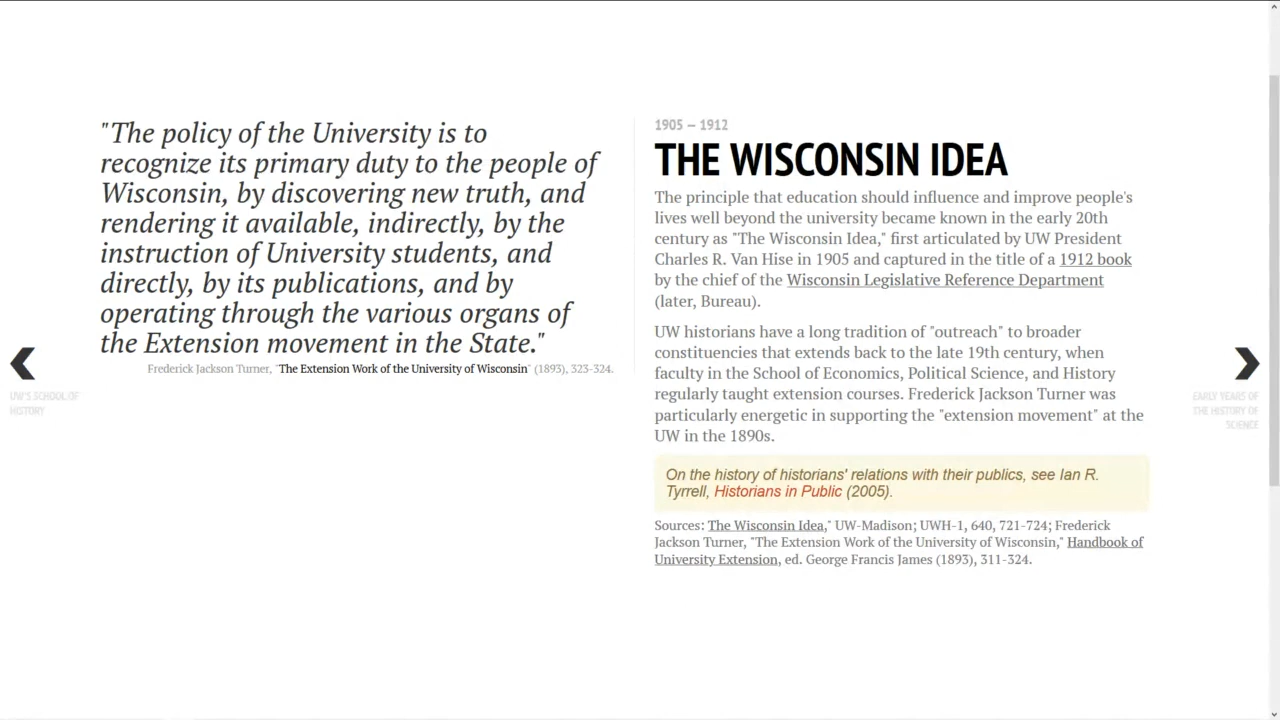 "The policy of the University is to
recognize its primary duty to the people of
Wisconsin, by discovering new truth, and
rendering it available, indirectly, by the
instruction of University students, and
directly, by its publications, and by
operating through the various organs of
the Extension movement in the State."
Frederick Jackson Turner, "The Extension Work of the University of Wisconsin" (1893), 323-324.
1905 – 1912
THE WISCONSIN IDEA
The principle that education should influence and improve people's
lives well beyond the university became known in the early 20th
century as "The Wisconsin Idea," first articulated by UW President
Charles R. Van Hise in 1905 and captured in the title of a 1912 book
by the chief of the Wisconsin Legislative Reference Department
(later, Bureau).
UW historians have a long tradition of "outreach" to broader
constituencies that extends back to the late 19th century, when
faculty in the School of Economics, Political Science, and History
regularly taught extension courses. Frederick Jackson Turner was
particularly energetic in supporting the "extension movement" at the
UW in the 1890s.
On the history of historians' relations with their publics, see Ian R.
Tyrrell, Historians in Public (2005).
Sources: The Wisconsin Idea," UW-Madison; UWH-1, 640, 721-724; Frederick
Jackson Turner, "The Extension Work of the University of Wisconsin," Handbook of
University Extension, ed. George Francis James (1893), 311-324.
UW'S SCHOOL OF
HISTORY
EARLY YEARS OF
THE HISTORY OF
SCIENCE